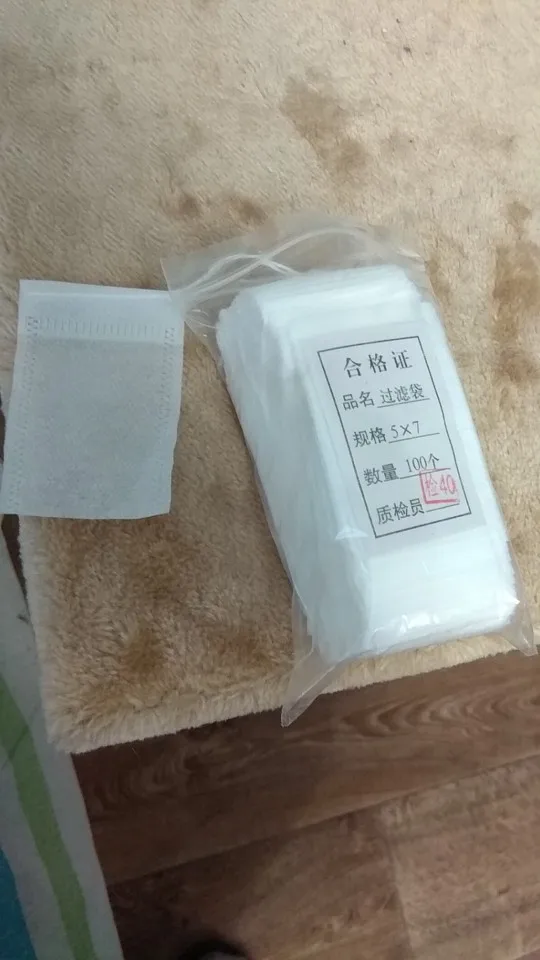 合格证
品名 过滤袋
规格 5×7
数量 100个
质检员 检40